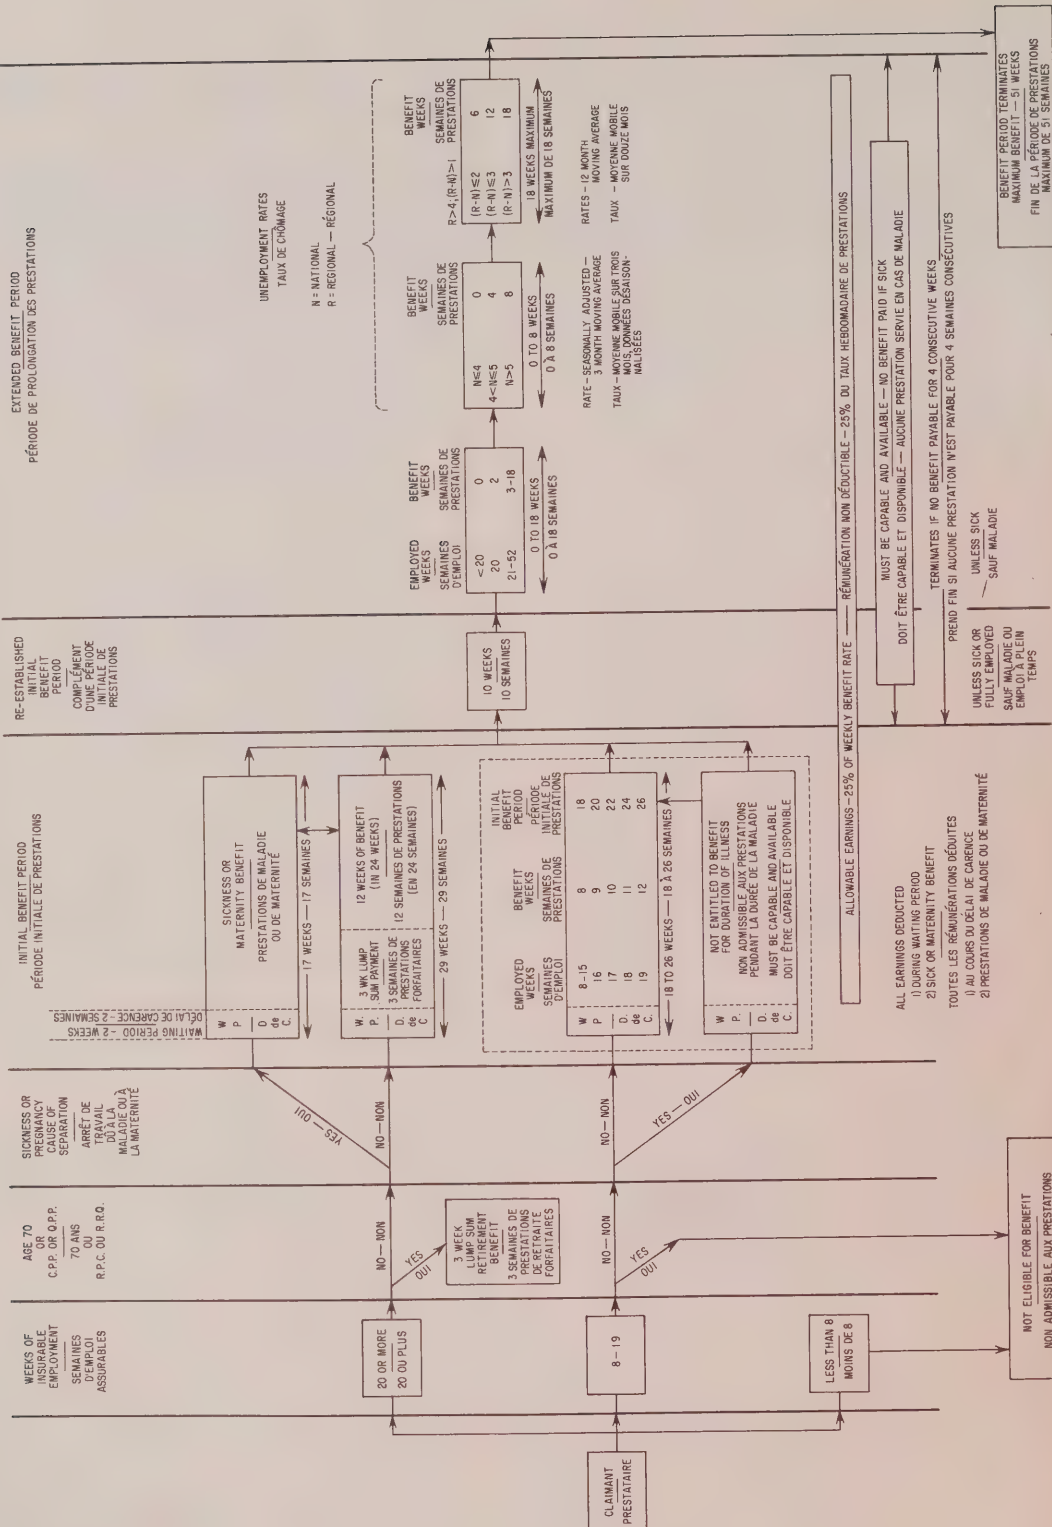 CLAIMANT
PRESTATAIRE
WEEKS OF
INSURABLE
EMPLOYMENT
SEMAINES
D'EMPLOI
ASSURABLES
20 OR MORE
20 OU PLUS
8-19
LESS THAN 8
MOINS DE 8
AGE 70
OR
C.P.P. OR Q.P.P.
70 ANS
OU
R.P.C. OU R.R.Q.
NO—NON
YES
OUI
3 WEEK
LUMP SUM
RETIREMENT
BENEFIT
3 SEMAINES DE
PRESTATIONS
DE RETRAITE
FORFAITAIRES
NO—NON
YES
OUI
NOT ELIGIBLE FOR BENEFIT
NON ADMISSIBLE AUX PRESTATIONS
SICKNESS OR
PREGNANCY
CAUSE OF
SEPARATION
ARRÊT DE
TRAVAIL
DÛ À LA
MALADIE OU À
LA MATERNITÉ
YES—OUI
NO—NON
NO—NON
YES—OUI
INITIAL BENEFIT PERIOD
PÉRIODE INITIALE DE PRESTATIONS
WAITING PERIOD - 2 WEEKS
DÉLAI DE CARENCE - 2 SEMAINES
W
P.
D
de
C.
SICKNESS OR
MATERNITY BENEFIT
PRESTATIONS DE MALADIE
OU DE MATERNITÉ
17 WEEKS — 17 SEMAINES
W.
P.
D.
de
C.
3 WK LUMP
SUM PAYMENT
3 SEMAINES DE
PRESTATIONS
FORFAITAIRES
12 WEEKS OF BENEFIT
(IN 24 WEEKS)
12 SEMAINES DE PRESTATIONS
(EN 24 SEMAINES)
29 WEEKS — 29 SEMAINES
EMPLOYED
WEEKS
SEMAINES
D'EMPLOI
BENEFIT
WEEKS
SEMAINES DE
PRESTATIONS
INITIAL
BENEFIT
PERIOD
PÉRIODE
INITIALE DE
PRESTATIONS
W
P
D.
de
C.
8-15 8 18
16 9 20
17 10 22
18 11 24
19 12 26
18 TO 26 WEEKS — 18 À 26 SEMAINES
W
P.
D
de
C.
NOT ENTITLED TO BENEFIT
FOR DURATION OF ILLNESS
NON ADMISSIBLE AUX PRESTATIONS
PENDANT LA DURÉE DE LA MALADIE
MUST BE CAPABLE AND AVAILABLE
DOIT ÊTRE CAPABLE ET DISPONIBLE
RE-ESTABLISHED
INITIAL
BENEFIT
PERIOD
COMPLÉMENT
D'UNE PÉRIODE
INITIALE DE
PRESTATIONS
10 WEEKS
10 SEMAINES
EXTENDED BENEFIT PERIOD
PÉRIODE DE PROLONGATION DES PRESTATIONS
UNEMPLOYMENT RATES
TAUX DE CHÔMAGE
N = NATIONAL
R = REGIONAL — RÉGIONAL
EMPLOYED
WEEKS
SEMAINES
D'EMPLOI
BENEFIT
WEEKS
SEMAINES DE
PRESTATIONS
<20 0
20 2
21-52 3-18
0 TO 18 WEEKS
0 À 18 SEMAINES
BENEFIT
WEEKS
SEMAINES DE
PRESTATIONS
N≤4 0
4<N≤5 4
N>5 8
0 TO 8 WEEKS
0 À 8 SEMAINES
RATE — SEASONALLY ADJUSTED —
3 MONTH MOVING AVERAGE
TAUX — MOYENNE MOBILE SUR TROIS
MOIS, DONNÉES DÉSAISON-
NALISÉES
BENEFIT
WEEKS
SEMAINES DE
PRESTATIONS
R>4;(R-N)>1
(R-N)≤2 6
(R-N)≤3 12
(R-N)>3 18
18 WEEKS MAXIMUM
MAXIMUM DE 18 SEMAINES
RATES — 12 MONTH
MOVING AVERAGE
TAUX — MOYENNE MOBILE
SUR DOUZE MOIS
ALLOWABLE EARNINGS — 25% OF WEEKLY BENEFIT RATE — RÉMUNÉRATION NON DÉDUCTIBLE — 25% DU TAUX HEBDOMADAIRE DE PRESTATIONS
MUST BE CAPABLE AND AVAILABLE — NO BENEFIT PAID IF SICK
DOIT ÊTRE CAPABLE ET DISPONIBLE — AUCUNE PRESTATION SERVIE EN CAS DE MALADIE
TERMINATES IF NO BENEFIT PAYABLE FOR 4 CONSECUTIVE WEEKS
PREND FIN SI AUCUNE PRESTATION N'EST PAYABLE POUR 4 SEMAINES CONSÉCUTIVES
ALL EARNINGS DEDUCTED
1) DURING WAITING PERIOD
2) SICK OR MATERNITY BENEFIT
TOUTES LES RÉMUNÉRATIONS DÉDUITES
1) AU COURS DU DÉLAI DE CARENCE
2) PRESTATIONS DE MALADIE OU DE MATERNITÉ
UNLESS SICK OR
FULLY EMPLOYED
SAUF MALADIE OU
EMPLOI À PLEIN
TEMPS
UNLESS SICK
SAUF MALADIE
BENEFIT PERIOD TERMINATES
MAXIMUM BENEFIT — 51 WEEKS
FIN DE LA PÉRIODE DE PRESTATIONS
MAXIMUM DE 51 SEMAINES